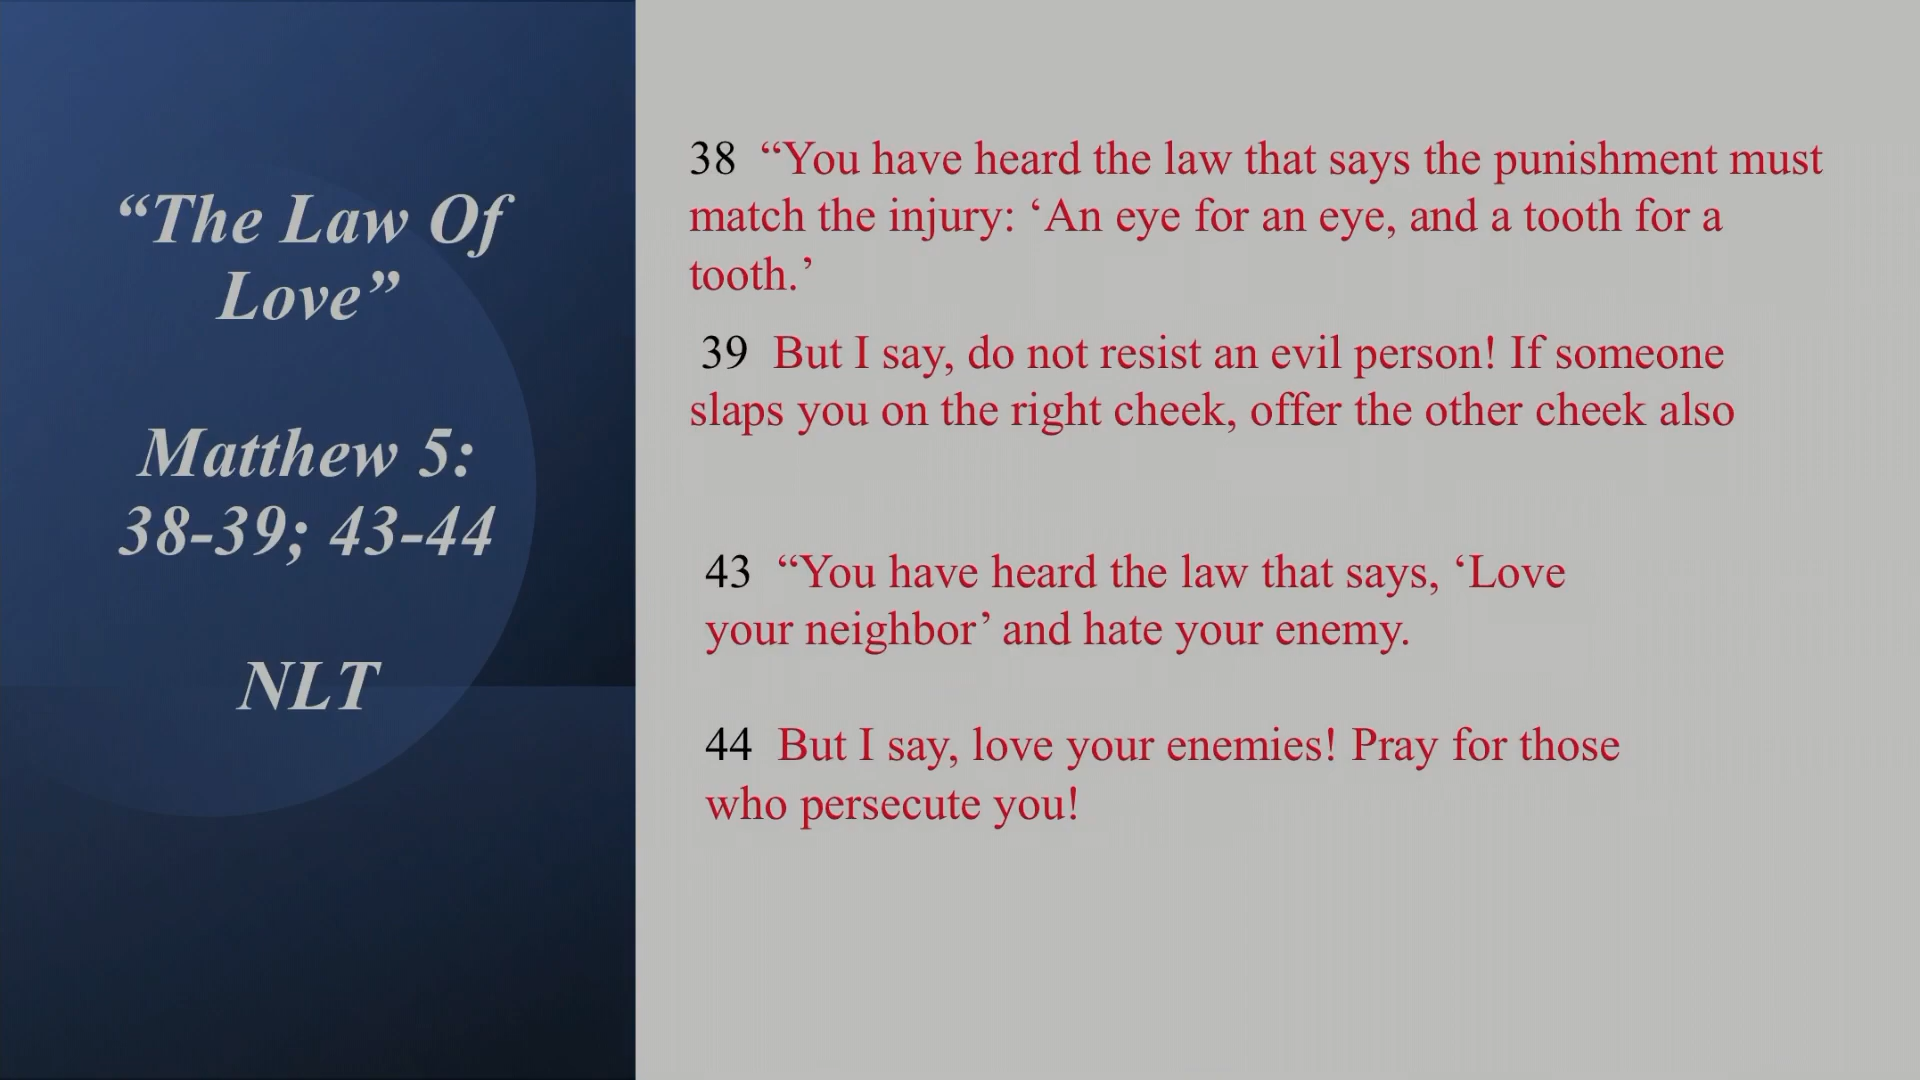 “The Law Of
Love”
Matthew 5:
38-39; 43-44
NLT
38 “You have heard the law that says the punishment must
match the injury: ‘An eye for an eye, and a tooth for a
tooth.’
39 But I say, do not resist an evil person! If someone
slaps you on the right cheek, offer the other cheek also
43 “You have heard the law that says, ‘Love
your neighbor’ and hate your enemy.
44 But I say, love your enemies! Pray for those
who persecute you!